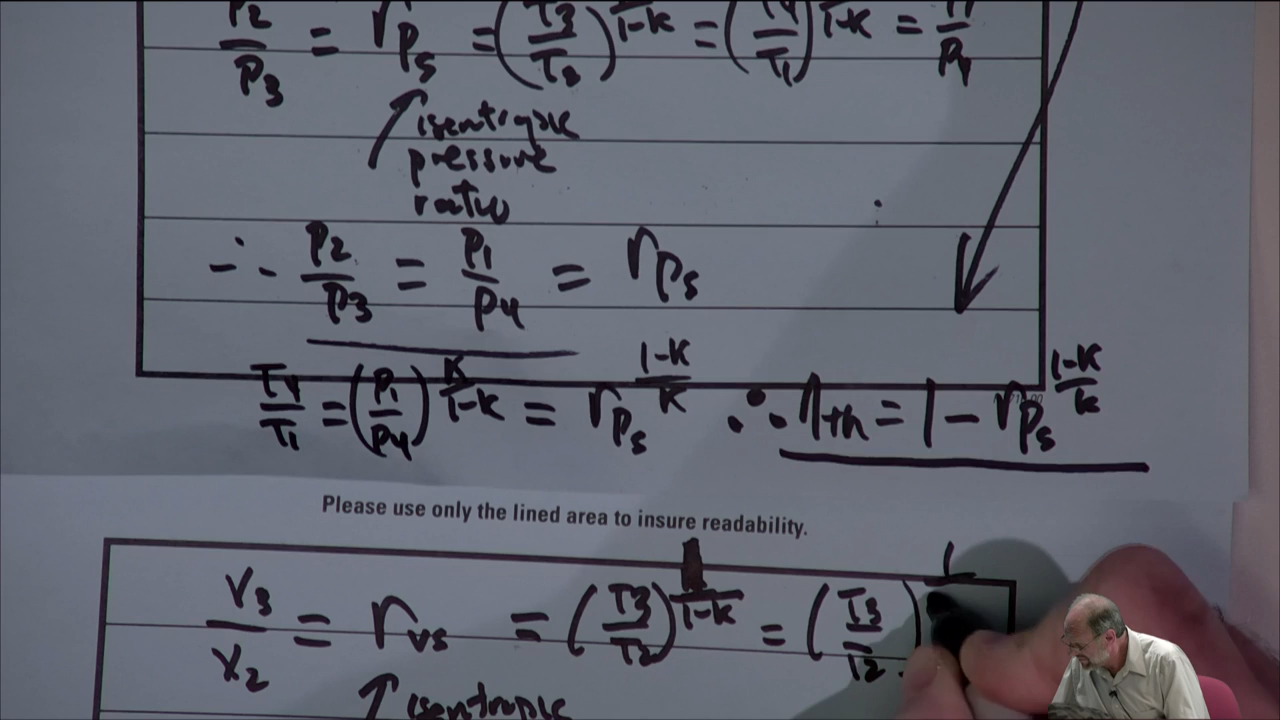 P2/P3 = rps = (T3/T2)^k/1-k = (T4/T1)^k/1-k = P1/P4
isentropic
pressure
ratio
∴ P2/P3 = P1/P4 = rps
T4/T1 = (P1/P4)^k/1-k = rps^1-k/k ∴ ηth = 1 - rps^1-k/k
Please use only the lined area to insure readability.
V3/V2 = rvs = (T3/T2)^1/1-k = (T3/T2)
isentropic